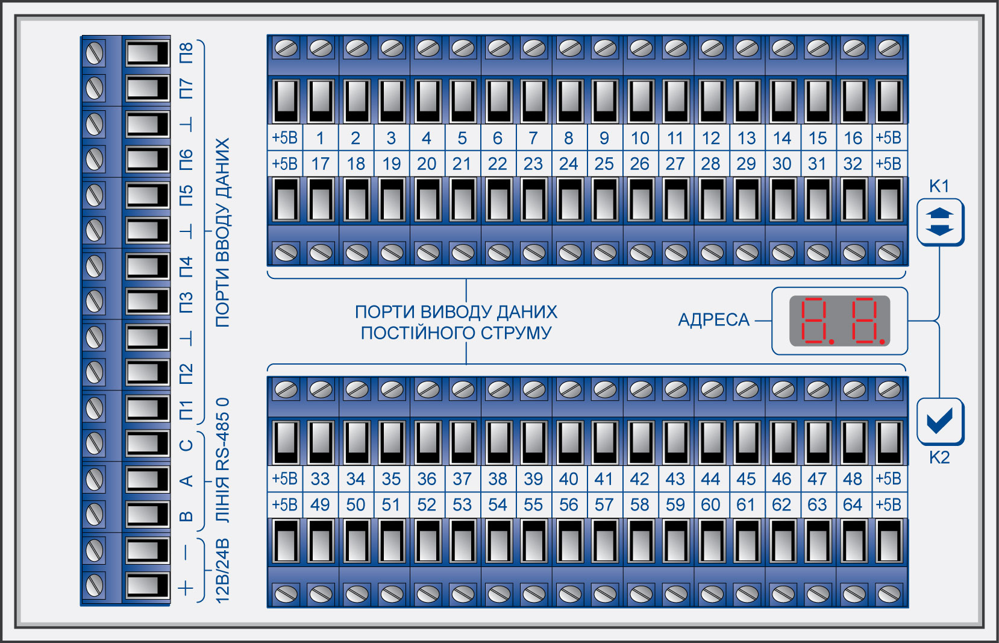 П8
П7
⊥
П6
П5
⊥
П4
П3
⊥
П2
П1
ПОРТИ ВВОДУ ДАНИХ
C
A
B
ЛІНІЯ RS-485 0
–
+
12В/24В
+5В 1 2 3 4 5 6 7 8 9 10 11 12 13 14 15 16 +5В
+5В 17 18 19 20 21 22 23 24 25 26 27 28 29 30 31 32 +5В
ПОРТИ ВИВОДУ ДАНИХ
ПОСТІЙНОГО СТРУМУ
АДРЕСА
8.8.
К1
К2
+5В 33 34 35 36 37 38 39 40 41 42 43 44 45 46 47 48 +5В
+5В 49 50 51 52 53 54 55 56 57 58 59 60 61 62 63 64 +5В